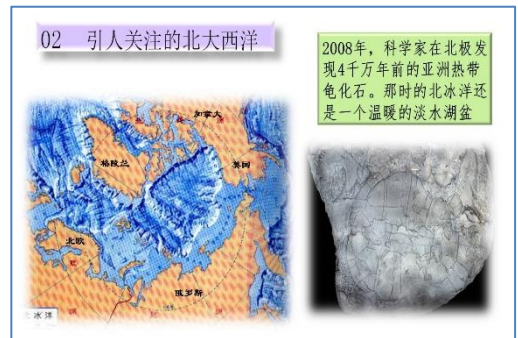 02 引人关注的北大西洋
2008年，科学家在北极发
现4千万年前的亚洲热带
龟化石。那时的北冰洋还
是一个温暖的淡水湖盆
加拿大
格陵兰
美国
北欧
俄罗斯
冰洋